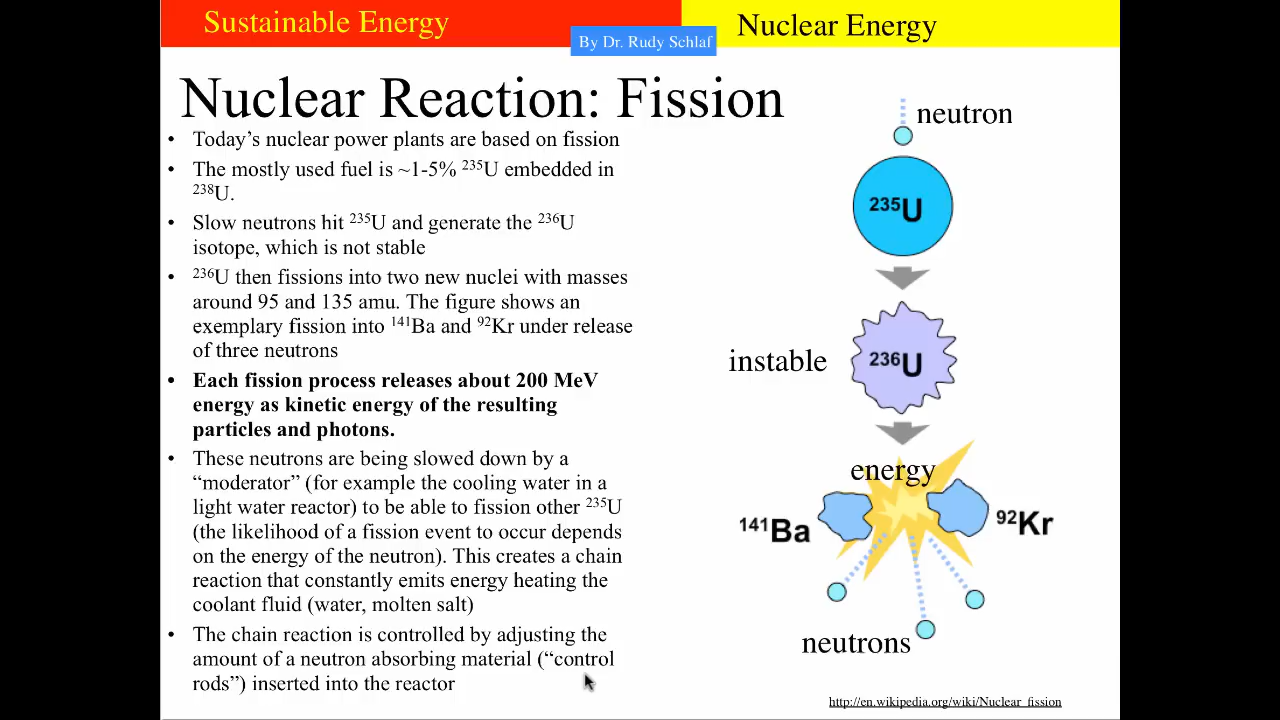 Sustainable Energy
By Dr. Rudy Schlaf
Nuclear Energy
Nuclear Reaction: Fission
• Today’s nuclear power plants are based on fission
• The mostly used fuel is ~1-5% ²³⁵U embedded in
²³⁸U.
• Slow neutrons hit ²³⁵U and generate the ²³⁶U
isotope, which is not stable
• ²³⁶U then fissions into two new nuclei with masses
around 95 and 135 amu. The figure shows an
exemplary fission into ¹⁴¹Ba and ⁹²Kr under release
of three neutrons
• Each fission process releases about 200 MeV
energy as kinetic energy of the resulting
particles and photons.
• These neutrons are being slowed down by a
“moderator” (for example the cooling water in a
light water reactor) to be able to fission other ²³⁵U
(the likelihood of a fission event to occur depends
on the energy of the neutron). This creates a chain
reaction that constantly emits energy heating the
coolant fluid (water, molten salt)
• The chain reaction is controlled by adjusting the
amount of a neutron absorbing material (“control
rods”) inserted into the reactor
neutron
²³⁵U
instable
²³⁶U
energy
¹⁴¹Ba
⁹²Kr
neutrons
http://en.wikipedia.org/wiki/Nuclear_fission